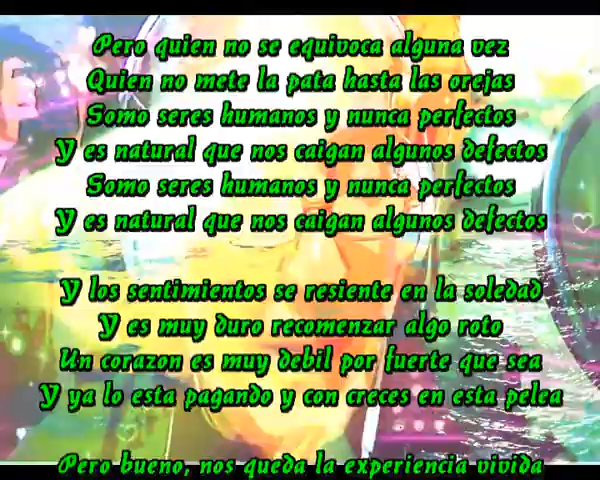 Pero quien no se equivoca alguna vez
Quien no mete la pata hasta las orejas
Somo seres humanos y nunca perfectos
Y es natural que nos caigan algunos defectos
Somo seres humanos y nunca perfectos
Y es natural que nos caigan algunos defectos
Y los sentimientos se resiente en la soledad
Y es muy duro recomenzar algo roto
Un corazon es muy debil por fuerte que sea
Y ya lo esta pagando y con creces en esta pelea
Pero bueno, nos queda la experiencia vivida